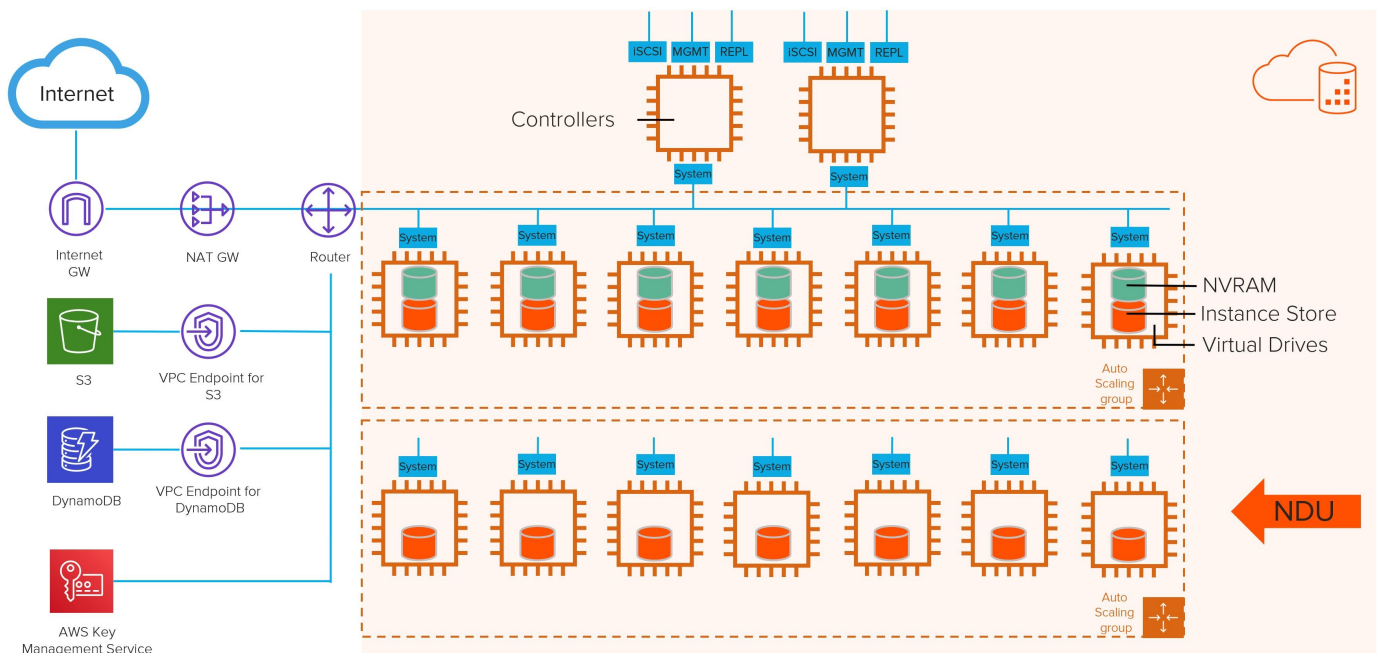 iSCSI
MGMT
REPL
iSCSI
MGMT
REPL
Internet
Controllers
System
System
System
System
System
System
System
System
System
Internet
GW
NAT GW
Router
NVRAM
Instance Store
Virtual Drives
S3
VPC Endpoint for
S3
Auto
Scaling
group
System
System
System
System
System
System
System
DynamoDB
VPC Endpoint for
DynamoDB
NDU
AWS Key
Management Service
Auto
Scaling
group